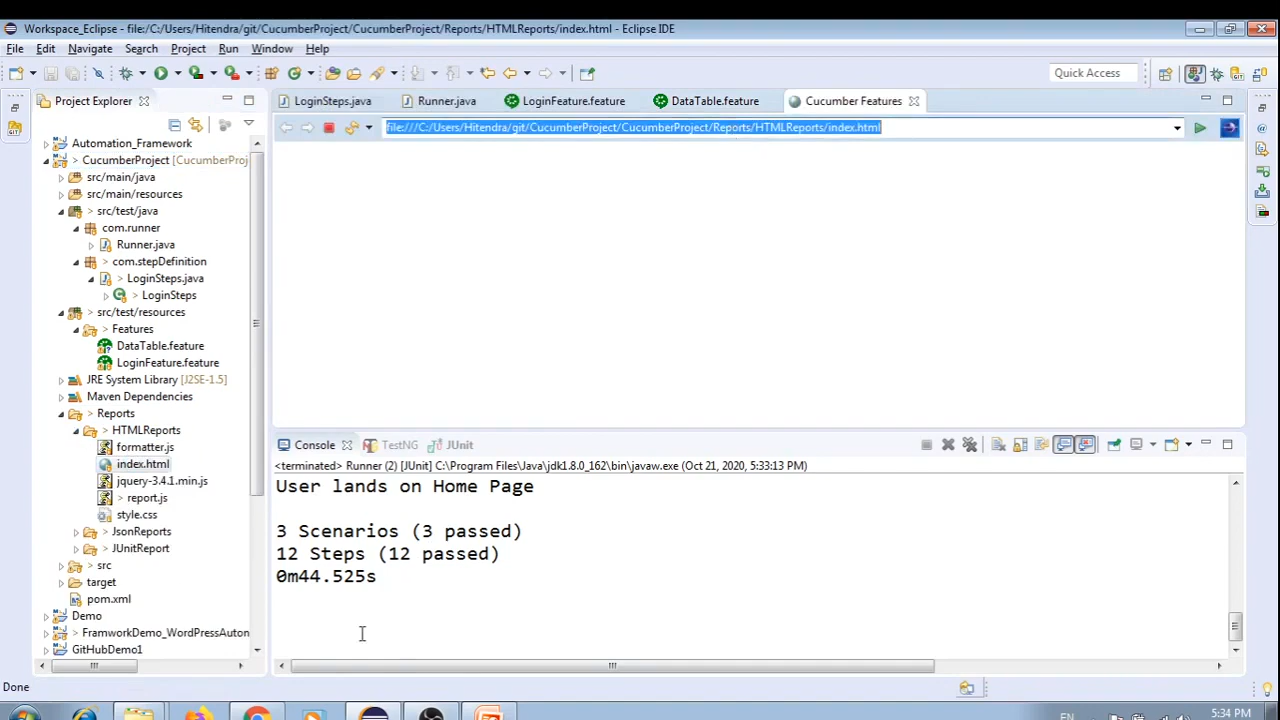 Workspace_Eclipse - file:/C:/Users/Hitendra/git/CucumberProject/CucumberProject/Reports/HTMLReports/index.html - Eclipse IDE
File Edit Navigate Search Project Run Window Help
Quick Access
Project Explorer
LoginSteps.java Runner.java LoginFeature.feature DataTable.feature Cucumber Features
file:///C:/Users/Hitendra/git/CucumberProject/CucumberProject/Reports/HTMLReports/index.html
Automation_Framework
> CucumberProject [CucumberProj
src/main/java
src/main/resources
> src/test/java
> com.runner
Runner.java
> com.stepDefinition
> LoginSteps.java
> LoginSteps
> src/test/resources
> Features
DataTable.feature
LoginFeature.feature
JRE System Library [J2SE-1.5]
Maven Dependencies
> Reports
> HTMLReports
formatter.js
index.html
jquery-3.4.1.min.js
> report.js
style.css
> JsonReports
> JUnitReport
> src
target
pom.xml
Demo
> FramworkDemo_WordPressAuton
GitHubDemo1
Console TestNG JUnit
<terminated> Runner (2) [JUnit] C:\Program Files\Java\jdk1.8.0_162\bin\javaw.exe (Oct 21, 2020, 5:33:13 PM)
User lands on Home Page
3 Scenarios (3 passed)
12 Steps (12 passed)
0m44.525s
Done
EN
5:34 PM